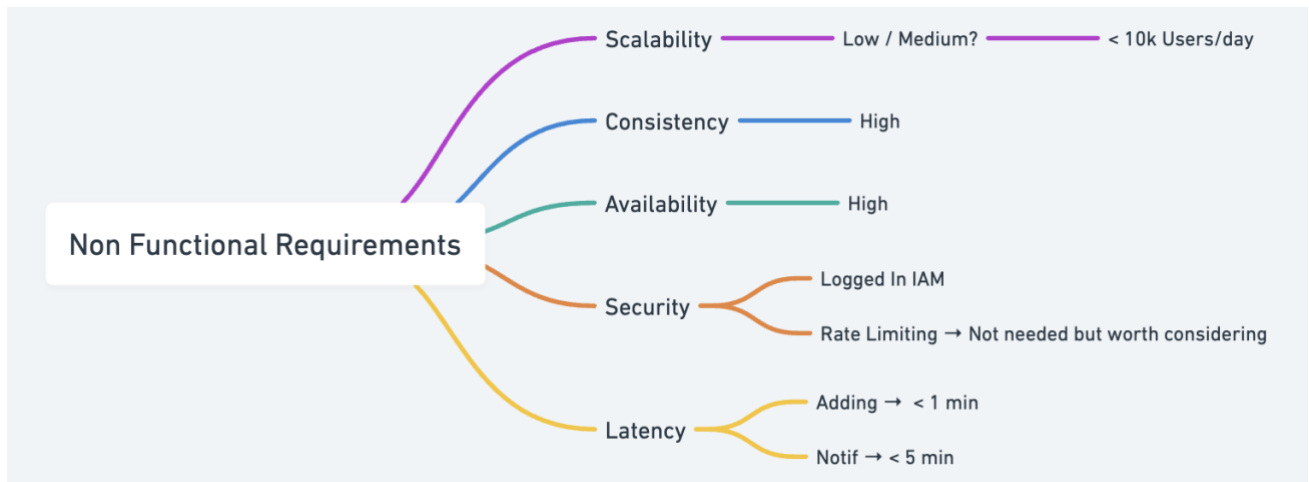 Non Functional Requirements
Scalability
Low / Medium?
< 10k Users/day
Consistency
High
Availability
High
Security
Logged In IAM
Rate Limiting → Not needed but worth considering
Latency
Adding → < 1 min
Notif → < 5 min